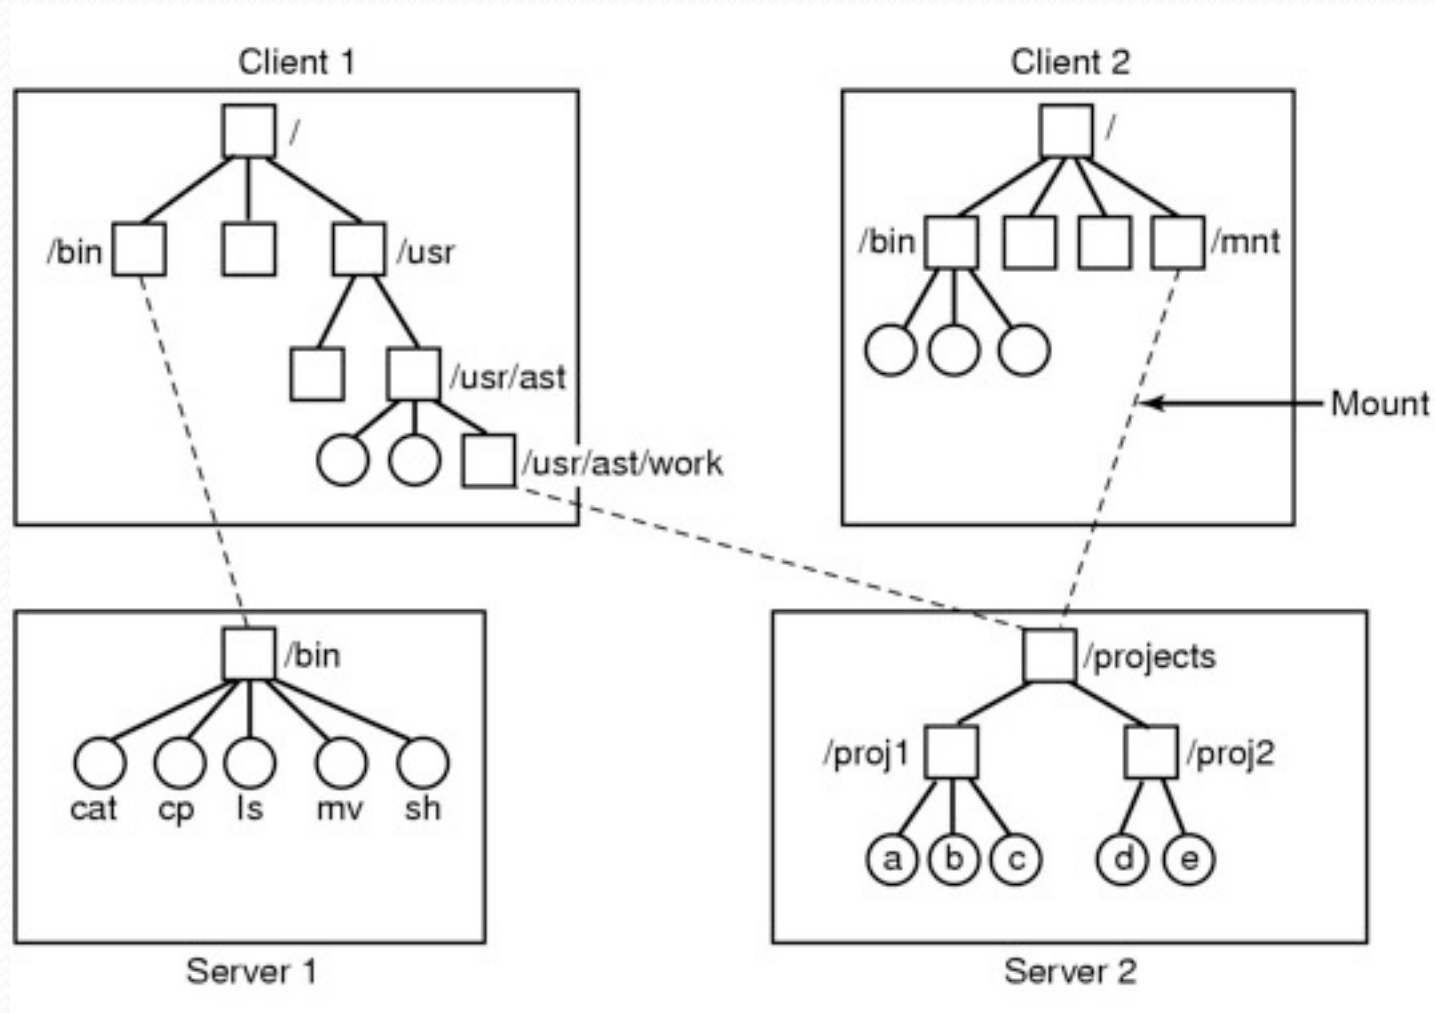 Client 1
Client 2
/
/
/bin
/usr
/bin
/mnt
/usr/ast
Mount
/usr/ast/work
/bin
/projects
/proj1
/proj2
cat cp ls mv sh
a b c d e
Server 1
Server 2